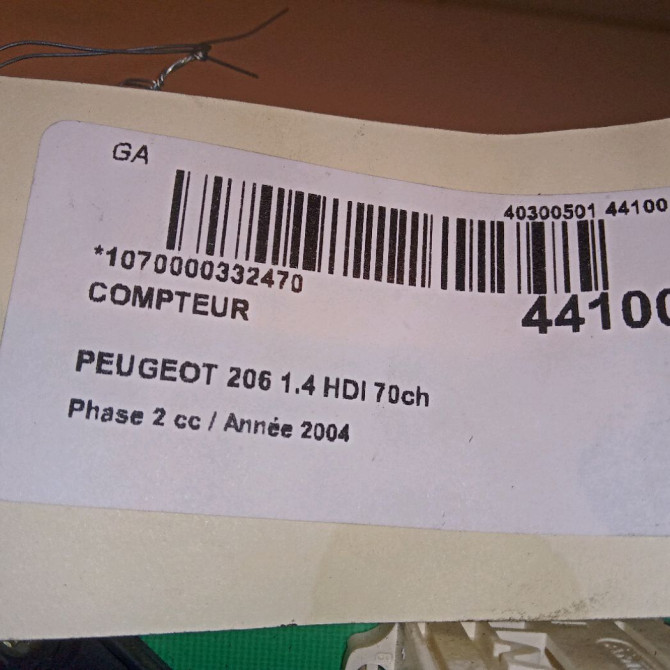 GA
40300501 44100
*1070000332470
COMPTEUR
44100
PEUGEOT 206 1.4 HDI 70ch
Phase 2 cc / Année 2004